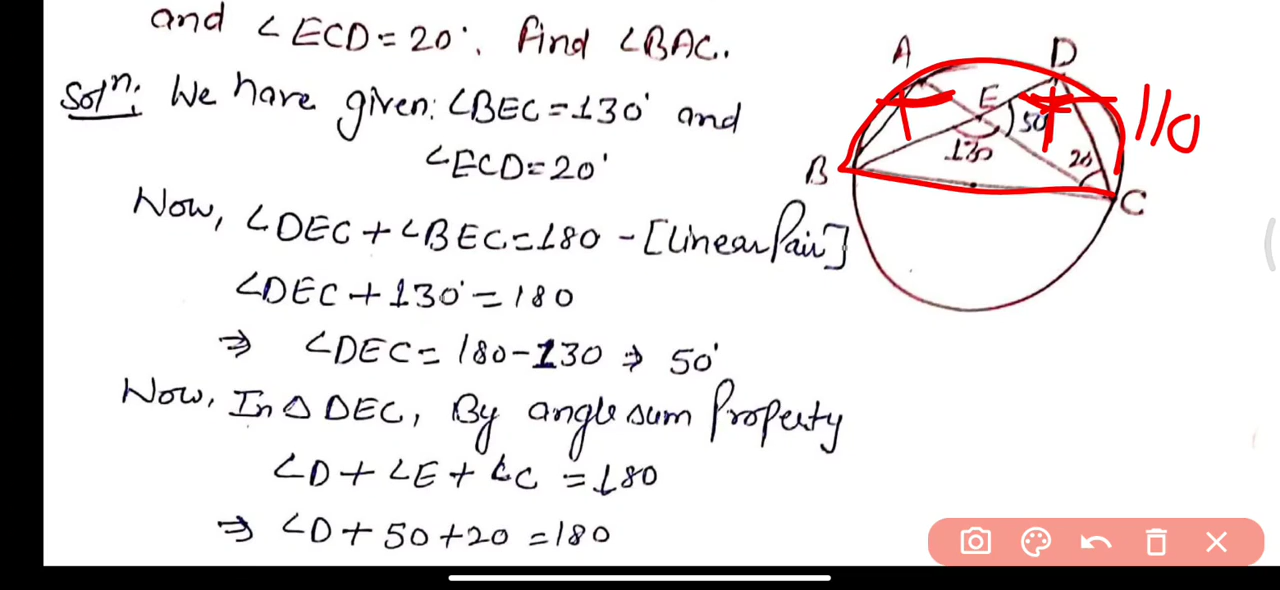 and ∠ECD=20°. Find ∠BAC.
Solⁿ: We have given: ∠BEC=130° and
∠ECD=20°
Now, ∠DEC+∠BEC=180 - [Linear Pair]
∠DEC+130°=180
⇒ ∠DEC=180-130 ⇒ 50°
Now, In △DEC, By angle sum Property
∠D+∠E+∠C=180
⇒ ∠D+50+20=180
A
D
E
50
110
130
20
B
C